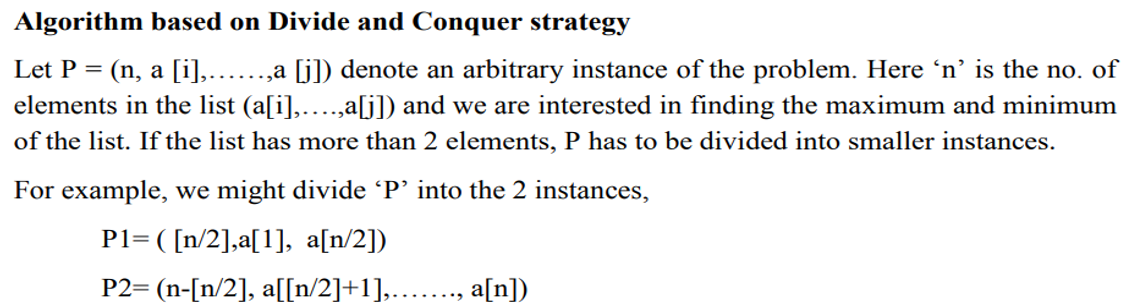 Algorithm based on Divide and Conquer strategy
Let P = (n, a [i],……,a [j]) denote an arbitrary instance of the problem. Here ‘n’ is the no. of
elements in the list (a[i],….,a[j]) and we are interested in finding the maximum and minimum
of the list. If the list has more than 2 elements, P has to be divided into smaller instances.
For example, we might divide ‘P’ into the 2 instances,
P1= ( [n/2],a[1], a[n/2])
P2= (n-[n/2], a[[n/2]+1],……., a[n])